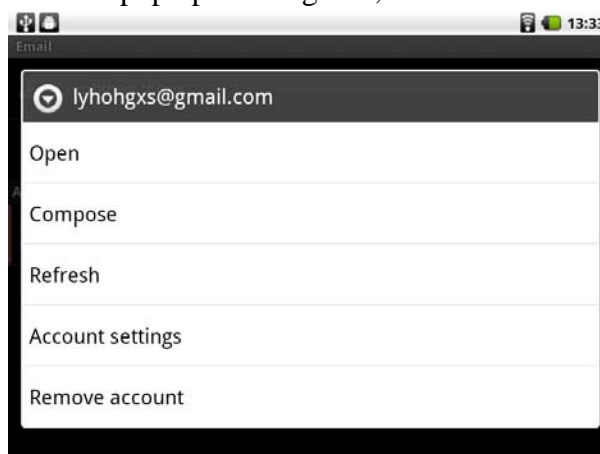 13:33
Email
lyhohgxs@gmail.com
Open
Compose
Refresh
Account settings
Remove account